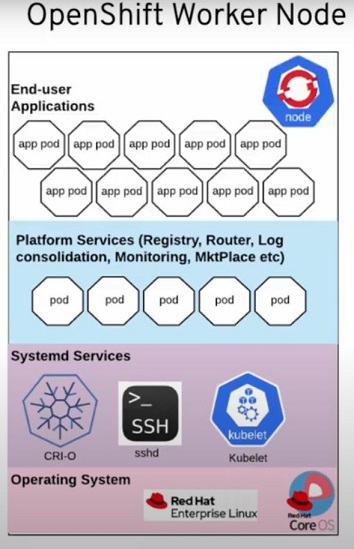 OpenShift Worker Node
End-user
Applications
node
app pod app pod app pod app pod app pod
app pod app pod app pod app pod app pod
Platform Services (Registry, Router, Log
consolidation, Monitoring, MktPlace etc)
pod pod pod pod pod
Systemd Services
>_
SSH
kubelet
CRI-O sshd Kubelet
Operating System
Red Hat
Enterprise Linux
Red Hat
CoreOS